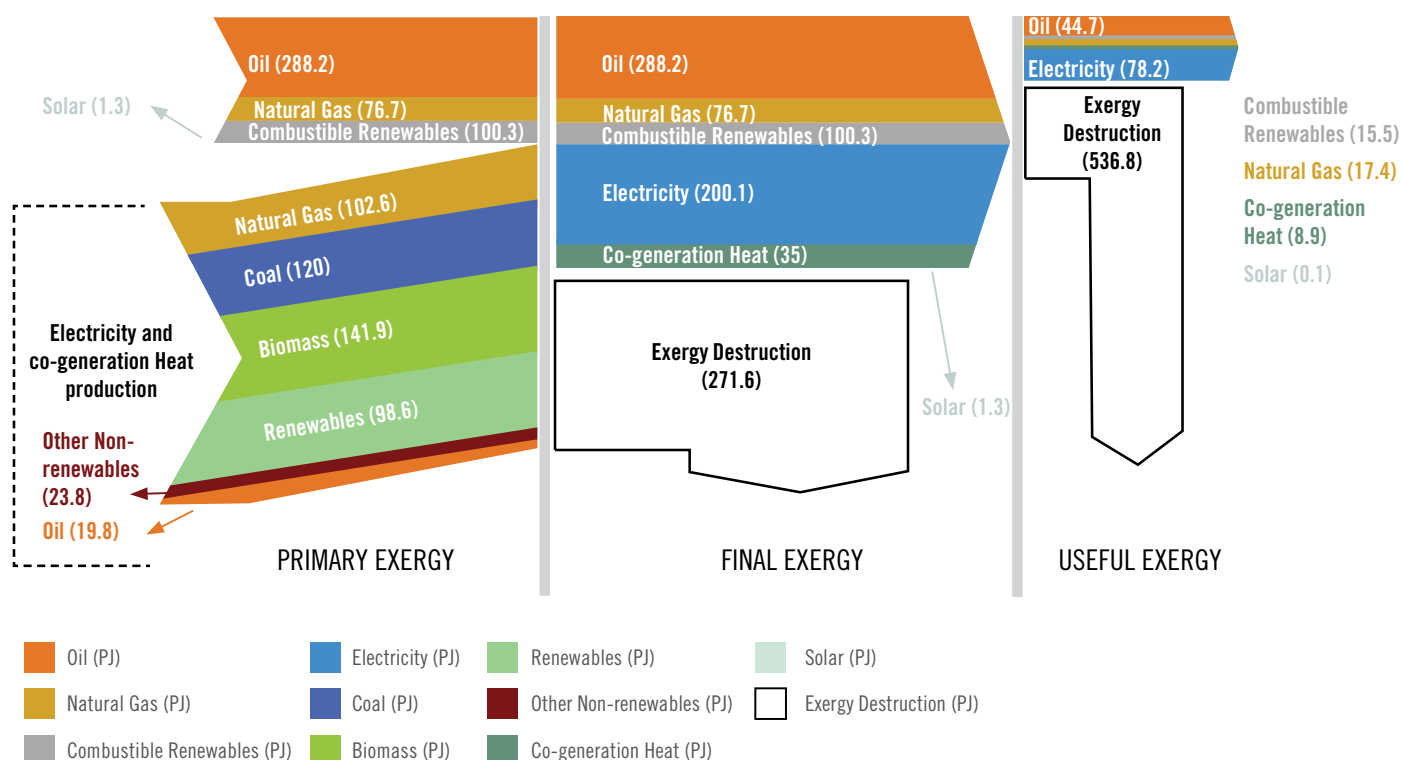 Oil (288.2)
Solar (1.3)
Natural Gas (76.7)
Combustible Renewables (100.3)
Natural Gas (102.6)
Coal (120)
Biomass (141.9)
Renewables (98.6)
Electricity and
co-generation Heat
production
Other Non-
renewables
(23.8)
Oil (19.8)
PRIMARY EXERGY
Oil (288.2)
Natural Gas (76.7)
Combustible Renewables (100.3)
Electricity (200.1)
Co-generation Heat (35)
Exergy Destruction
(271.6)
Solar (1.3)
FINAL EXERGY
Oil (44.7)
Electricity (78.2)
Exergy
Destruction
(536.8)
Combustible
Renewables (15.5)
Natural Gas (17.4)
Co-generation
Heat (8.9)
Solar (0.1)
USEFUL EXERGY
Oil (PJ)
Natural Gas (PJ)
Combustible Renewables (PJ)
Electricity (PJ)
Coal (PJ)
Biomass (PJ)
Renewables (PJ)
Other Non-renewables (PJ)
Co-generation Heat (PJ)
Solar (PJ)
Exergy Destruction (PJ)